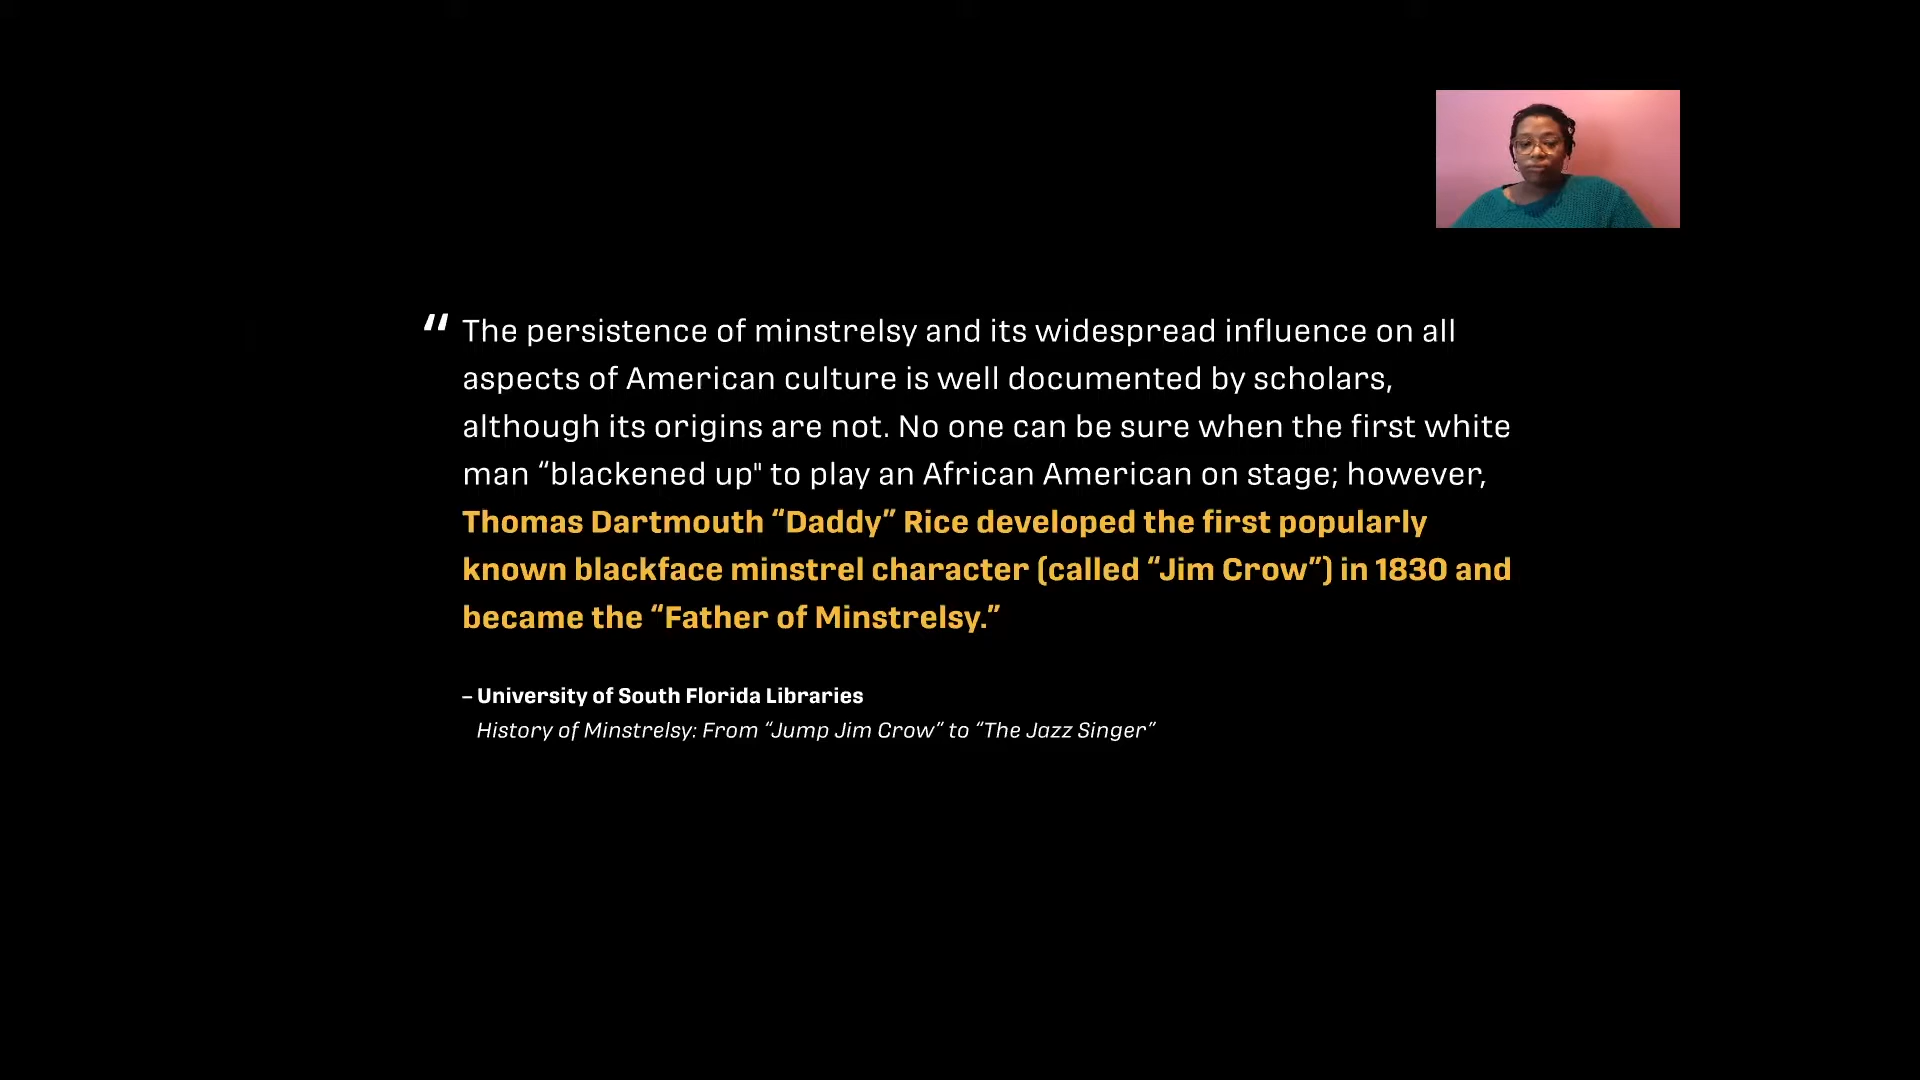 “ The persistence of minstrelsy and its widespread influence on all
aspects of American culture is well documented by scholars,
although its origins are not. No one can be sure when the first white
man “blackened up" to play an African American on stage; however,
Thomas Dartmouth “Daddy” Rice developed the first popularly
known blackface minstrel character (called “Jim Crow”) in 1830 and
became the “Father of Minstrelsy.”
– University of South Florida Libraries
History of Minstrelsy: From “Jump Jim Crow” to “The Jazz Singer”